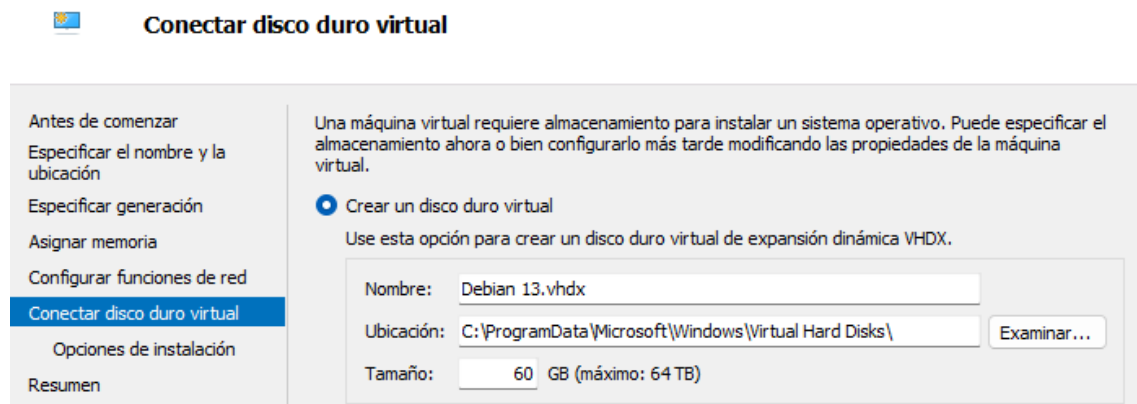 Conectar disco duro virtual
Antes de comenzar
Especificar el nombre y la
ubicación
Especificar generación
Asignar memoria
Configurar funciones de red
Conectar disco duro virtual
Opciones de instalación
Resumen
Una máquina virtual requiere almacenamiento para instalar un sistema operativo. Puede especificar el
almacenamiento ahora o bien configurarlo más tarde modificando las propiedades de la máquina
virtual.
Crear un disco duro virtual
Use esta opción para crear un disco duro virtual de expansión dinámica VHDX.
Nombre: Debian 13.vhdx
Ubicación: C:\ProgramData\Microsoft\Windows\Virtual Hard Disks\ Examinar...
Tamaño: 60 GB (máximo: 64 TB)